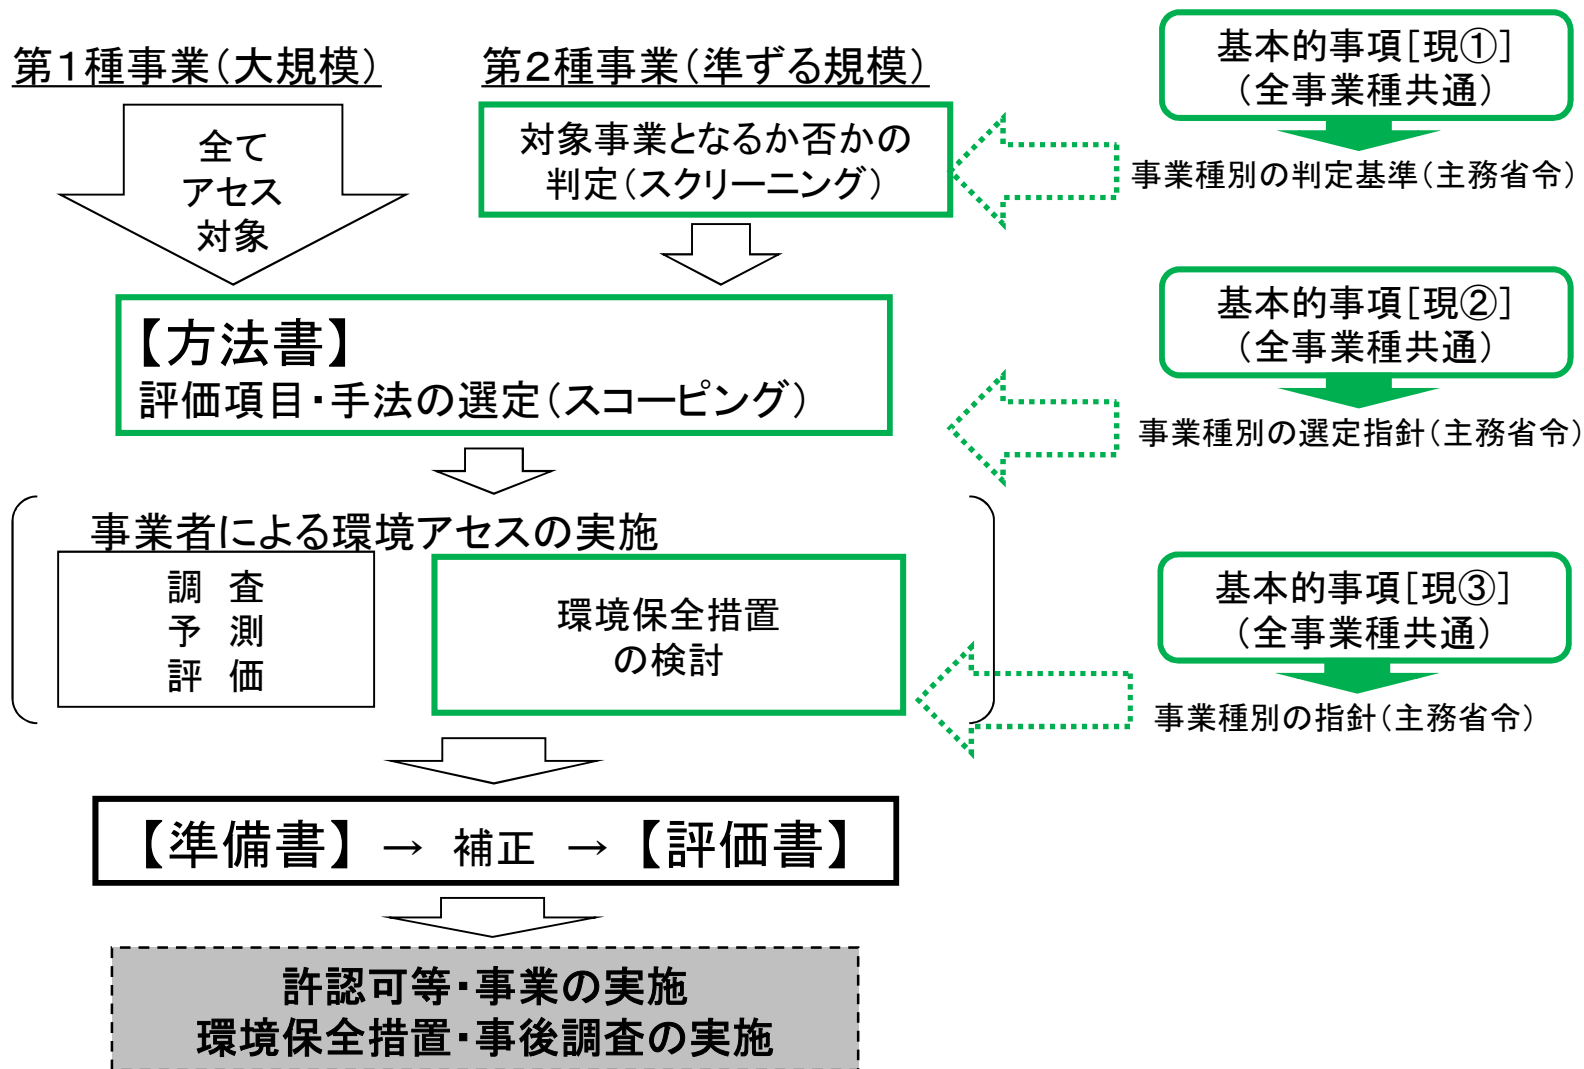 第1種事業(大規模)
全て
アセス
対象
第2種事業(準ずる規模)
対象事業となるか否かの
判定(スクリーニング)
基本的事項[現①]
(全事業種共通)
事業種別の判定基準(主務省令)
【方法書】
評価項目・手法の選定(スコーピング)
基本的事項[現②]
(全事業種共通)
事業種別の選定指針(主務省令)
事業者による環境アセスの実施
調 査
予 測
評 価
環境保全措置
の検討
基本的事項[現③]
(全事業種共通)
事業種別の指針(主務省令)
【準備書】 → 補正 → 【評価書】
許認可等・事業の実施
環境保全措置・事後調査の実施